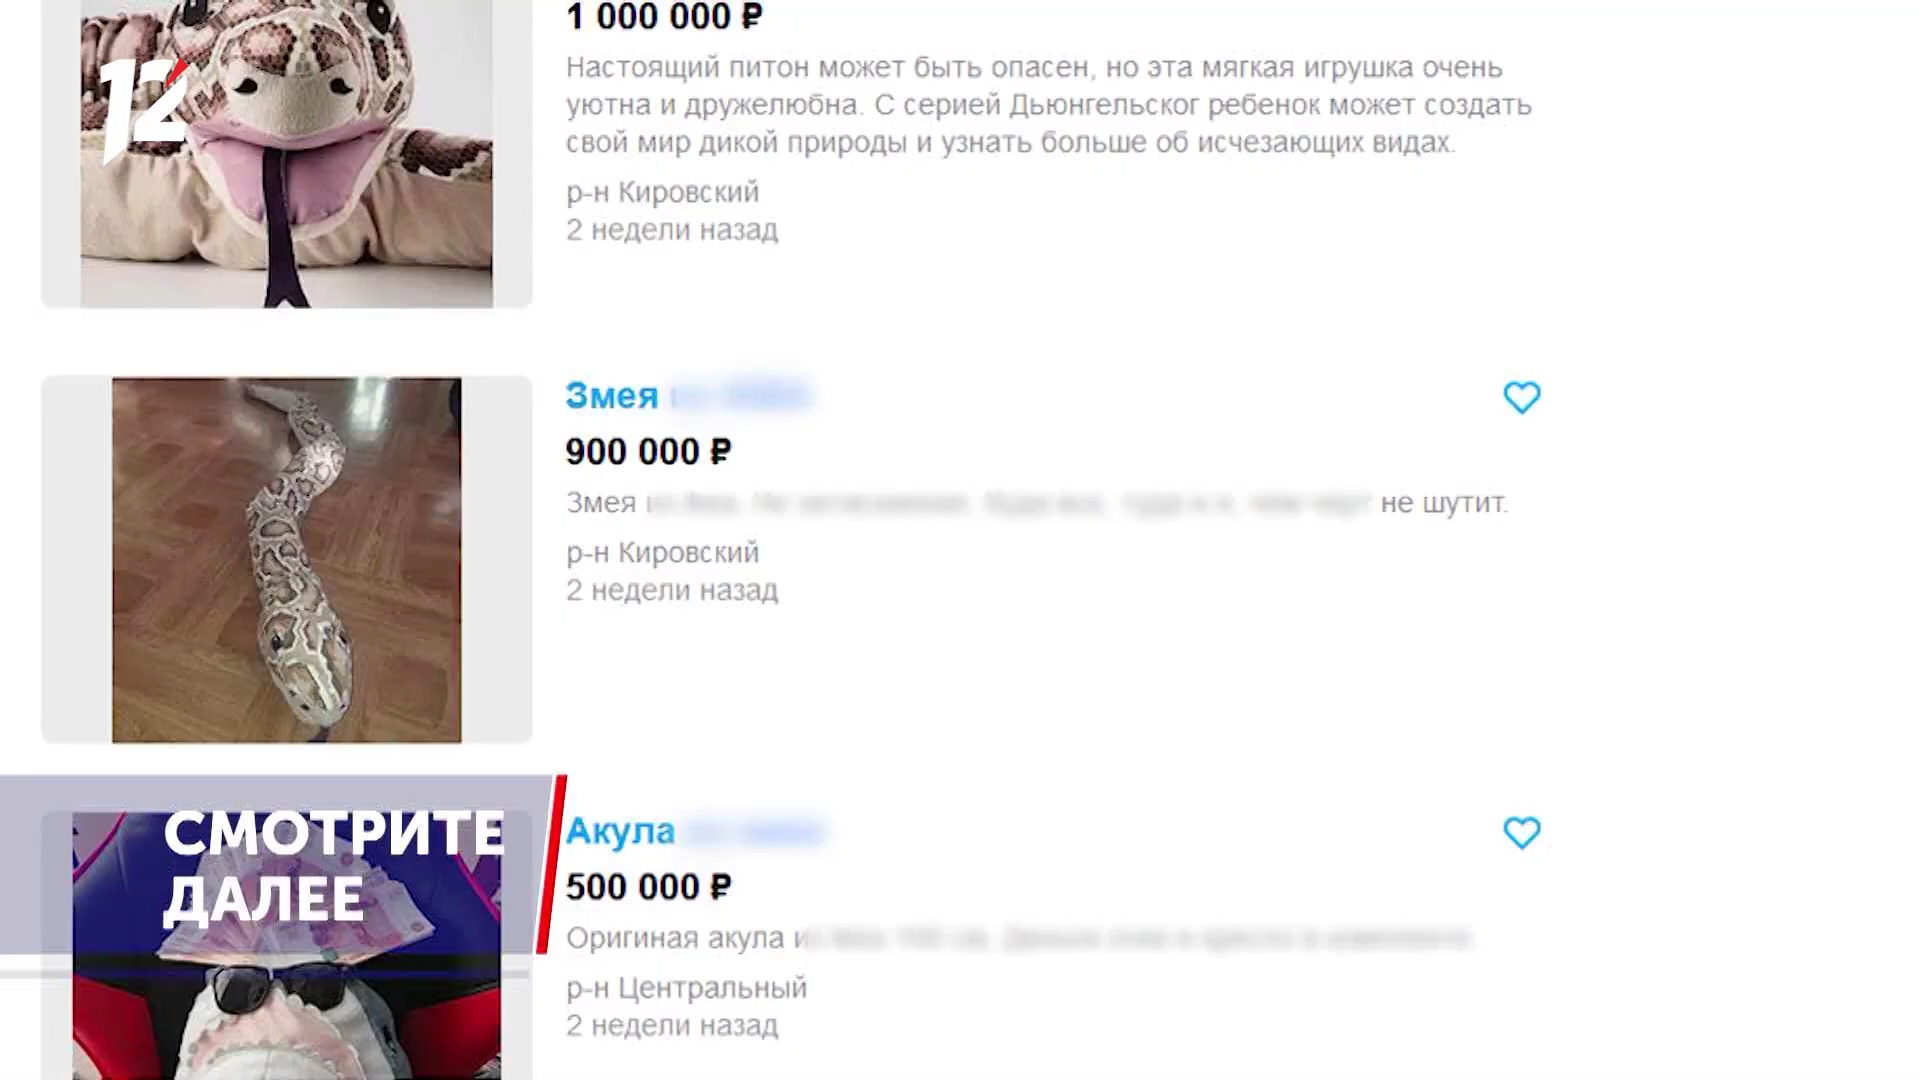 1 000 000 ₽
Настоящий питон может быть опасен, но эта мягкая игрушка очень
уютна и дружелюбна. С серией Дьюнгельског ребенок может создать
свой мир дикой природы и узнать больше об исчезающих видах.
р-н Кировский
2 недели назад
12
Змея
900 000 ₽
Змея не шутит.
р-н Кировский
2 недели назад
СМОТРИТЕ
ДАЛЕЕ
Акула
500 000 ₽
Оригиная акула
р-н Центральный
2 недели назад